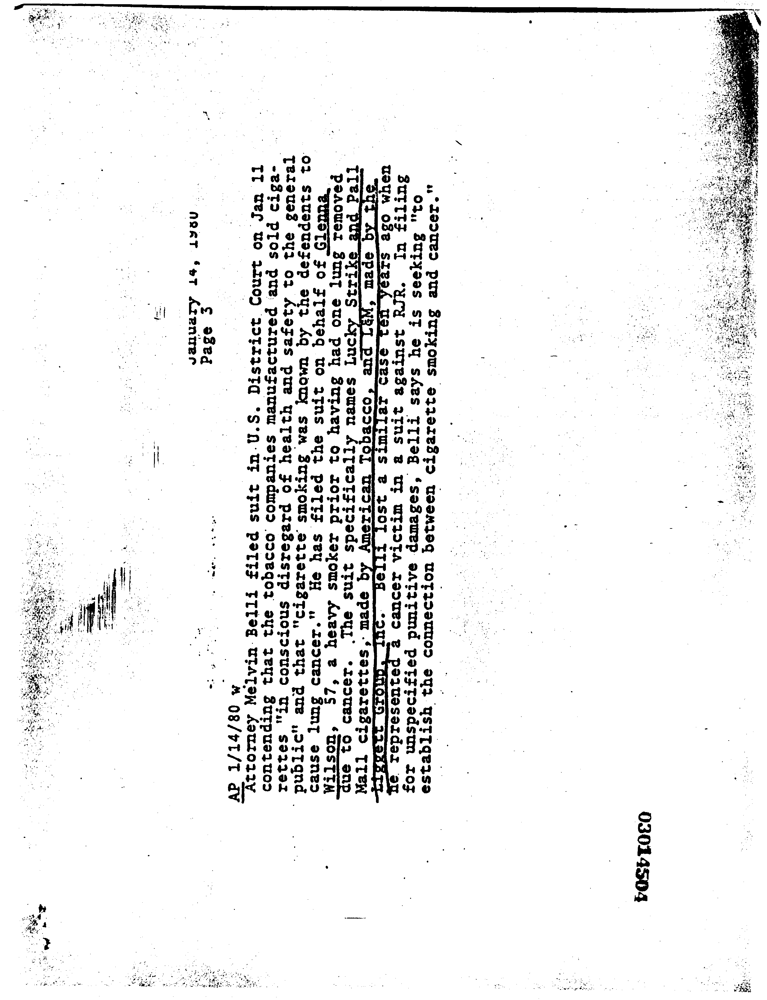 January 14, 1980
Page 3
AP 1/14/80 W
Attorney Melvin Belli filed suit in U.S. District Court on Jan 11
contending that the tobacco companies manufactured and sold ciga-
rettes "in conscious disregard of health and safety to the general
public" and that "cigarette smoking was known by the defendents to
cause lung cancer." He has filed the suit on behalf of Glenna
Wilson, 57, a heavy smoker prior to having had one lung removed
due to cancer. The suit specifically names Lucky Strike and Pall
Mall cigarettes, made by American Tobacco, and L&M, made by the
Liggett Group, Inc. Belli lost a similar case ten years ago when
he represented a cancer victim in a suit against RJR. In filing
for unspecified punitive damages, Belli says he is seeking "to
establish the connection between cigarette smoking and cancer."
03014504